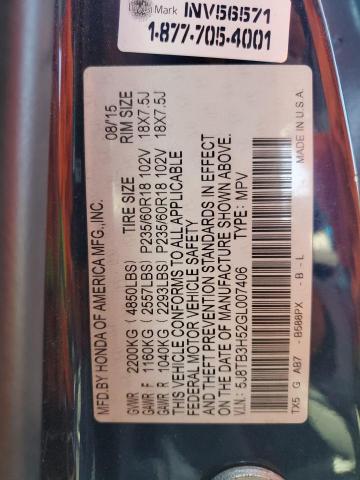 Mark
INV56571
1-877-705-4001
MFD.BY HONDA OF AMERICA MFG.,INC. 08/15
TIRE SIZE RIM SIZE
GVWR 2200KG (4850LBS)
GAWR F 1160KG (2557LBS) P235/60R18 102V 18X7.5J
GAWR R 1040KG (2293LBS) P235/60R18 102V 18X7.5J
THIS VEHICLE CONFORMS TO ALL APPLICABLE
FEDERAL MOTOR VEHICLE SAFETY
AND THEFT PREVENTION STANDARDS IN EFFECT
ON THE DATE OF MANUFACTURE SHOWN ABOVE.
V.I.N.: 5J8TB3H52GL007406 TYPE: MPV
TX5 G AB7 - B588PX - B - L MADE IN U.S.A.